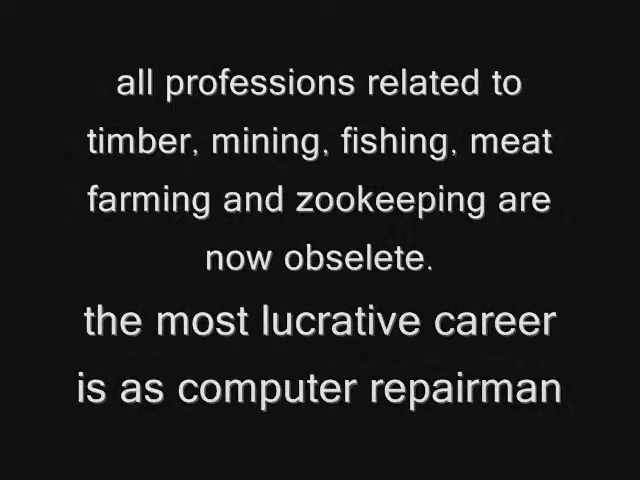 all professions related to
timber, mining, fishing, meat
farming and zookeeping are
now obselete.
the most lucrative career
is as computer repairman